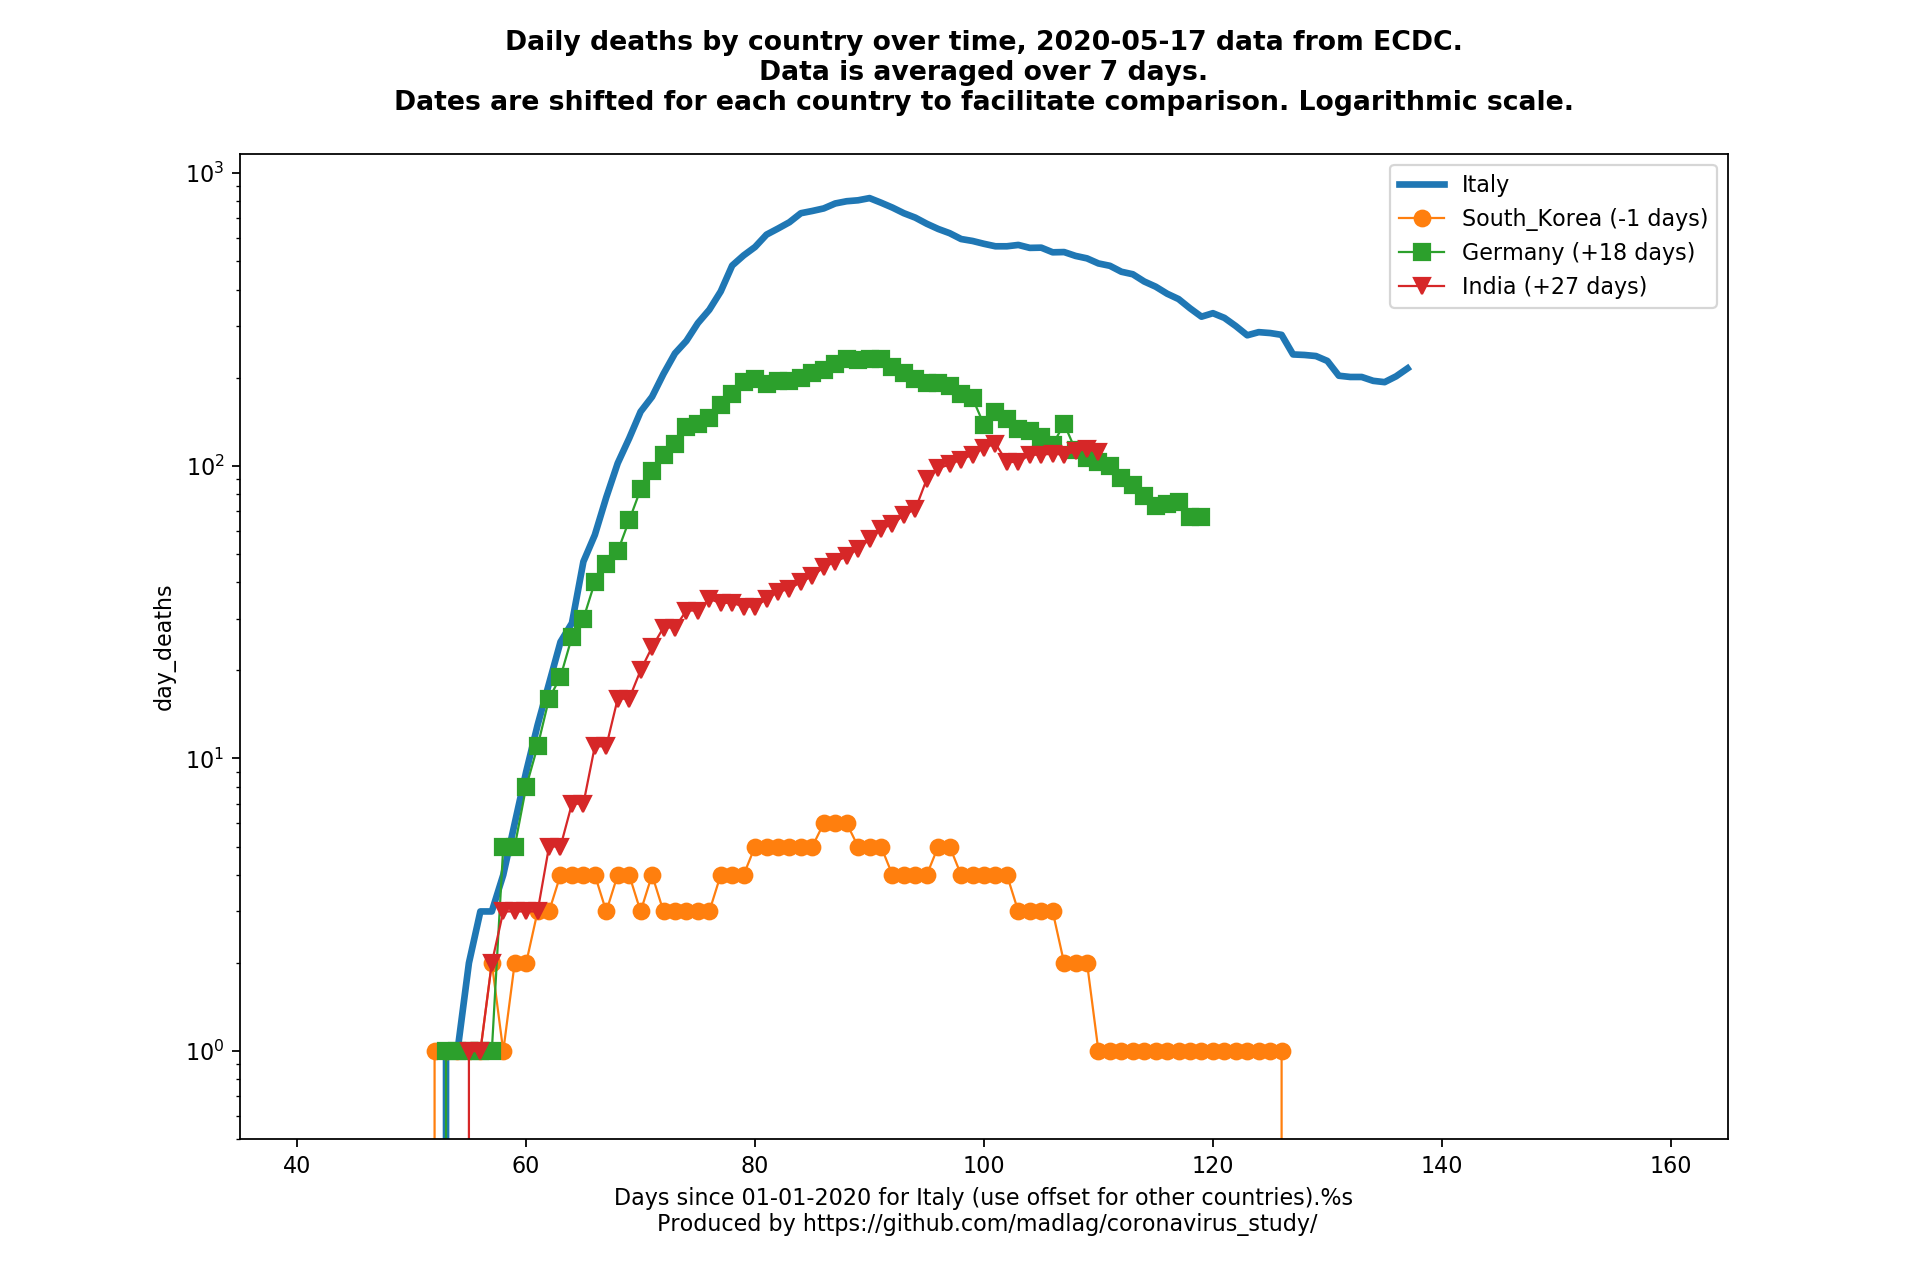 Daily deaths by country over time, 2020-05-17 data from ECDC.
Data is averaged over 7 days.
Dates are shifted for each country to facilitate comparison. Logarithmic scale.
10³
10²
10¹
10⁰
day_deaths
Italy
South_Korea (-1 days)
Germany (+18 days)
India (+27 days)
40 60 80 100 120 140 160
Days since 01-01-2020 for Italy (use offset for other countries).%s
Produced by https://github.com/madlag/coronavirus_study/